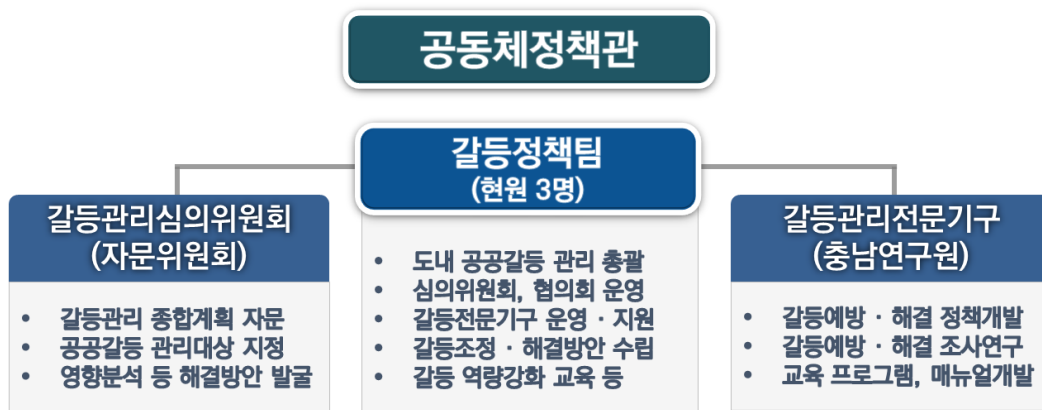 공동체정책관
갈등정책팀
(현원 3명)
갈등관리심의위원회
(자문위원회)
• 갈등관리 종합계획 자문
• 공공갈등 관리대상 지정
• 영향분석 등 해결방안 발굴
• 도내 공공갈등 관리 총괄
• 심의위원회, 협의회 운영
• 갈등전문기구 운영 · 지원
• 갈등조정 · 해결방안 수립
• 갈등 역량강화 교육 등
갈등관리전문기구
(충남연구원)
• 갈등예방 · 해결 정책개발
• 갈등예방 · 해결 조사연구
• 교육 프로그램, 매뉴얼개발